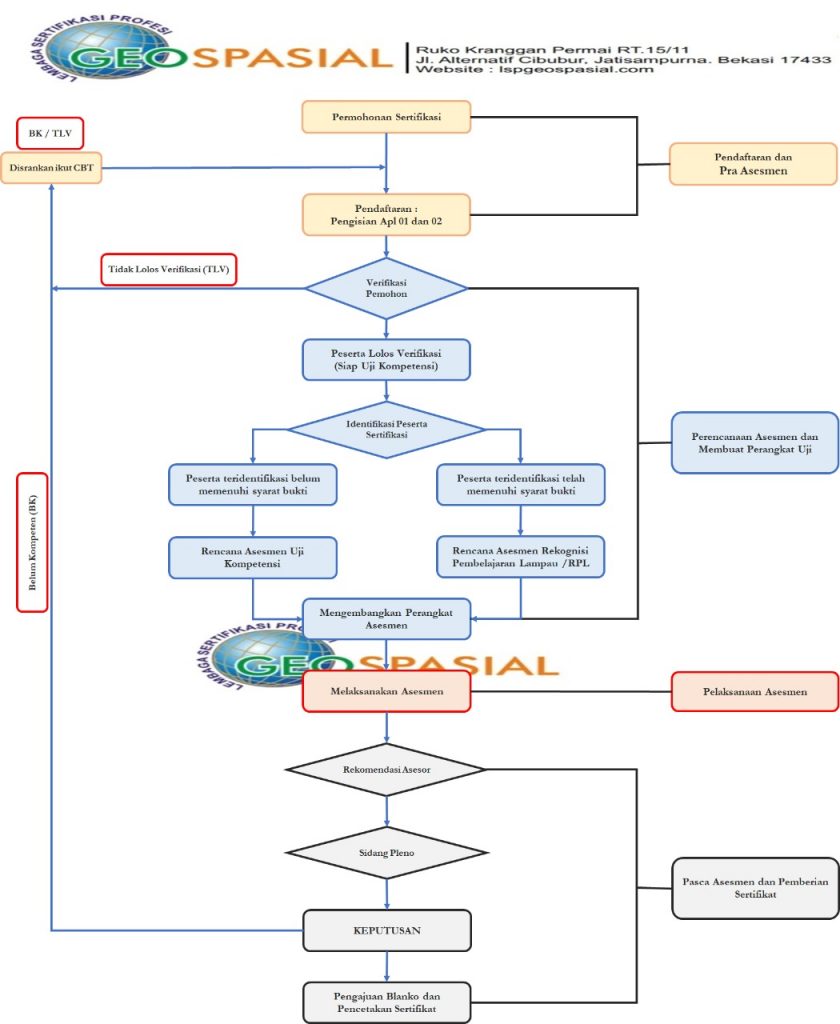 LEMBAGA SERTIFIKASI PROFESI
GEOSPASIAL
Ruko Kranggan Permai RT.15/11
Jl. Alternatif Cibubur, Jatisampurna. Bekasi 17433
Website : lspgeospasial.com
Permohonan Sertifikasi
BK / TLV
Disrankan ikut CBT
Pendaftaran dan
Pra Asesmen
Pendaftaran :
Pengisian Apl 01 dan 02
Tidak Lolos Verifikasi (TLV)
Verifikasi
Pemohon
Peserta Lolos Verifikasi
(Siap Uji Kompetensi)
Identifikasi Peserta
Sertifikasi
Perencanaan Asesmen dan
Membuat Perangkat Uji
Peserta teridentifikasi belum
memenuhi syarat bukti
Peserta teridentifikasi telah
memenuhi syarat bukti
Belum Kompeten (BK)
Rencana Asesmen Uji
Kompetensi
Rencana Asesmen Rekognisi
Pembelajaran Lampau /RPL
Mengembangkan Perangkat
Asesmen
LEMBAGA SERTIFIKASI PROFESI
GEOSPASIAL
Melaksanakan Asesmen
Pelaksanaan Asesmen
Rekomendasi Asesor
Sidang Pleno
Pasca Asesmen dan Pemberian
Sertifikat
KEPUTUSAN
Pengajuan Blanko dan
Pencetakan Sertifikat